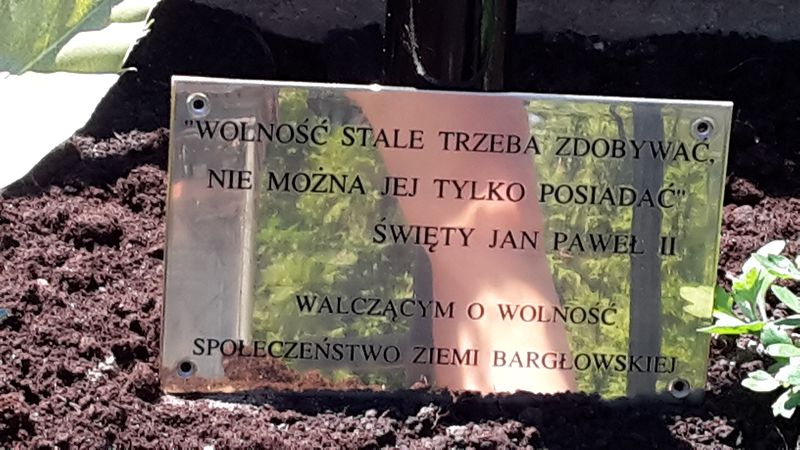 "WOLNOŚĆ STALE TRZEBA ZDOBYWAĆ,
NIE MOŻNA JEJ TYLKO POSIADAĆ"
ŚWIĘTY JAN PAWEŁ II
WALCZĄCYM O WOLNOŚĆ
SPOŁECZEŃSTWO ZIEMI BARGŁOWSKIEJ